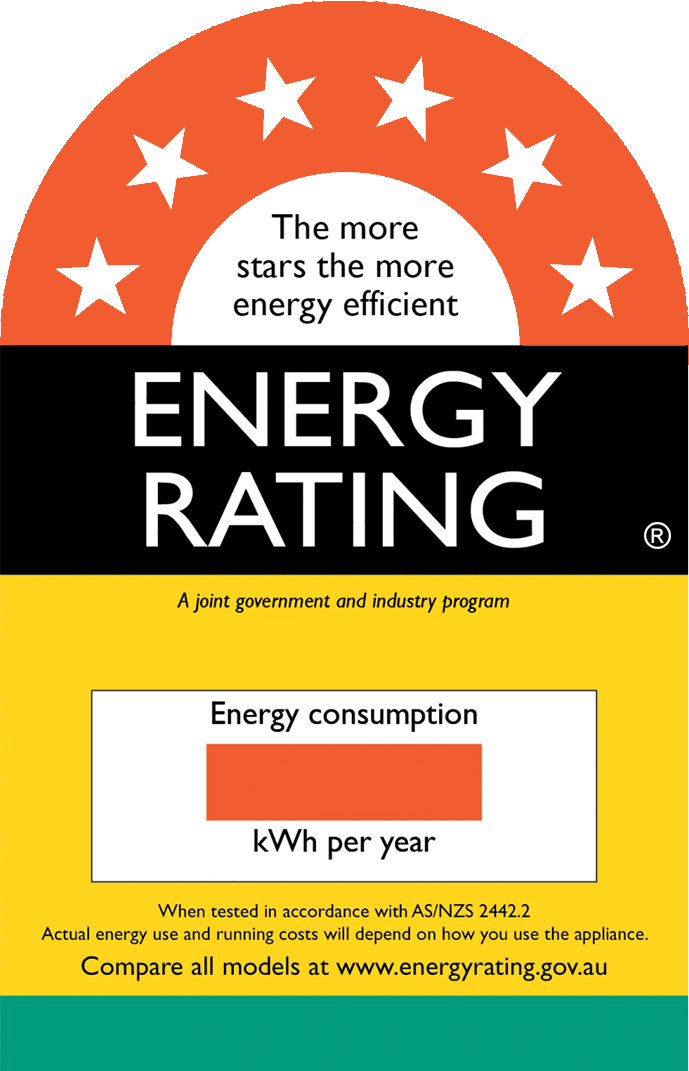 The more
stars the more
energy efficient
ENERGY
RATING ®
A joint government and industry program
Energy consumption
kWh per year
When tested in accordance with AS/NZS 2442.2
Actual energy use and running costs will depend on how you use the appliance.
Compare all models at www.energyrating.gov.au